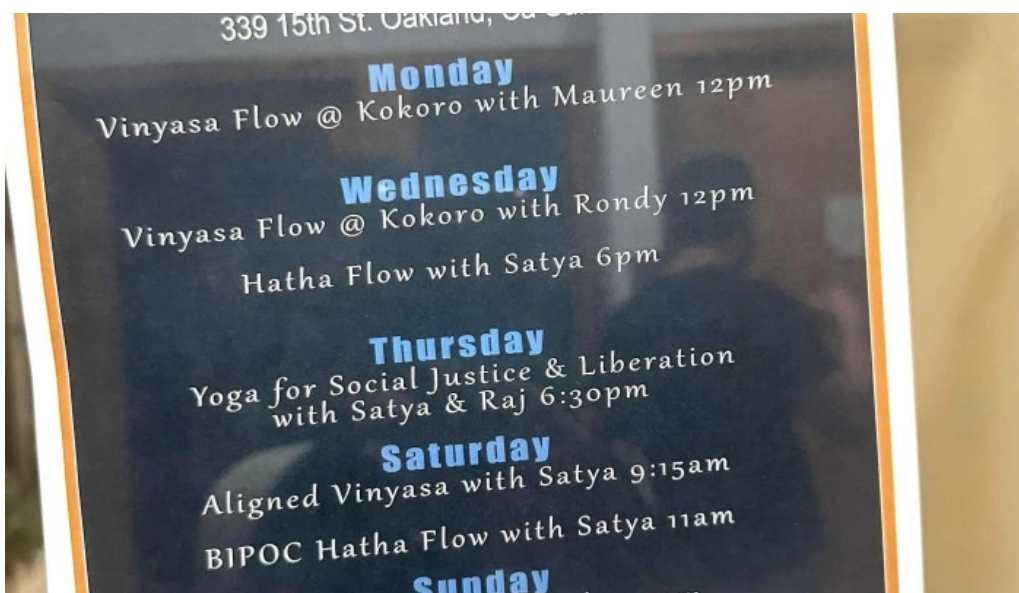 339 15th St. Oakland, Ca
Monday
Vinyasa Flow @ Kokoro with Maureen 12pm
Wednesday
Vinyasa Flow @ Kokoro with Rondy 12pm
Hatha Flow with Satya 6pm
Thursday
Yoga for Social Justice & Liberation
with Satya & Raj 6:30pm
Saturday
Aligned Vinyasa with Satya 9:15am
BIPOC Hatha Flow with Satya 11am
Sunday